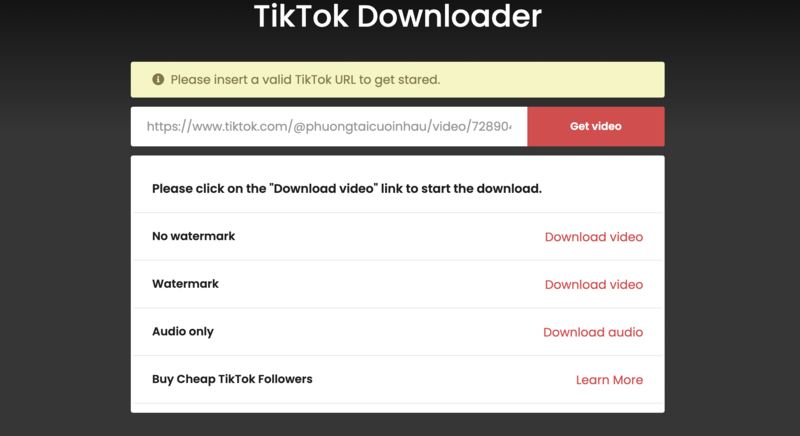 TikTok Downloader
Please insert a valid TikTok URL to get stared.
https://www.tiktok.com/@phuongtaicuoinhau/video/72890
Get video
Please click on the "Download video" link to start the download.
No watermark
Download video
Watermark
Download video
Audio only
Download audio
Buy Cheap TikTok Followers
Learn More